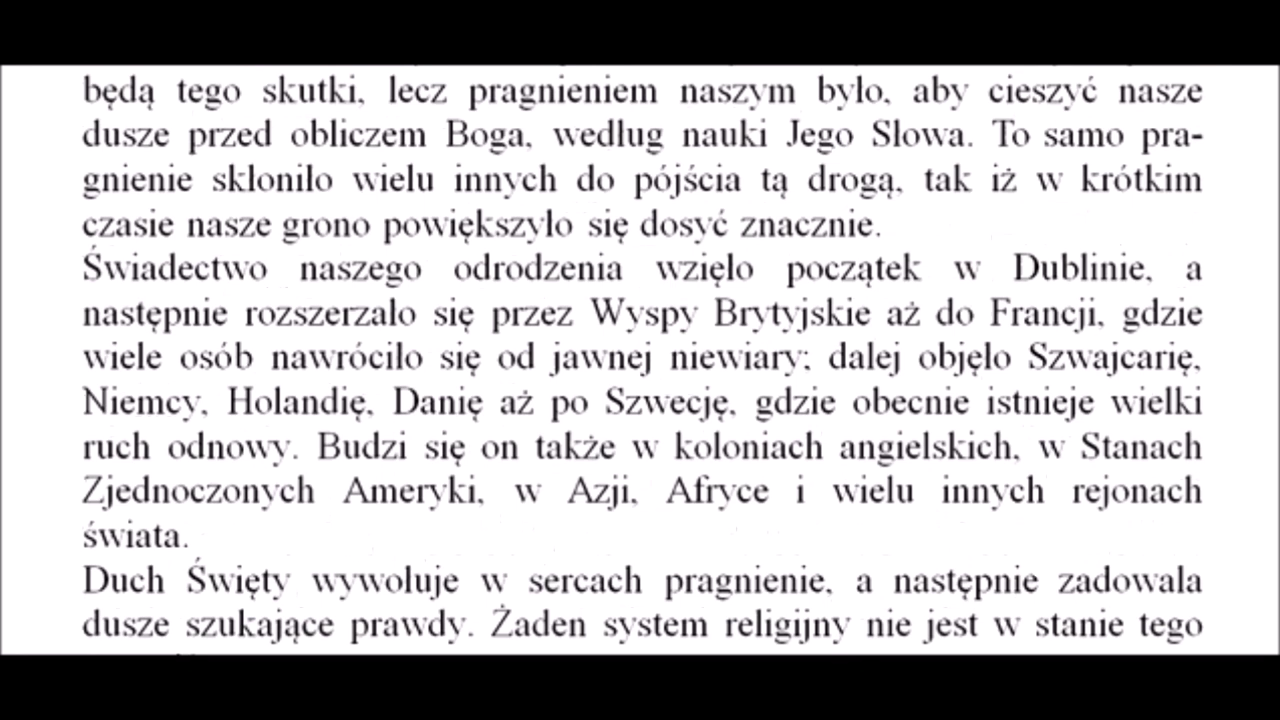 będą tego skutki, lecz pragnieniem naszym było, aby cieszyć nasze
dusze przed obliczem Boga, według nauki Jego Słowa. To samo pra-
gnienie skłoniło wielu innych do pójścia tą drogą, tak iż w krótkim
czasie nasze grono powiększyło się dosyć znacznie.
Świadectwo naszego odrodzenia wzięło początek w Dublinie, a
następnie rozszerzało się przez Wyspy Brytyjskie aż do Francji, gdzie
wiele osób nawróciło się od jawnej niewiary; dalej objęło Szwajcarię,
Niemcy, Holandię, Danię aż po Szwecję, gdzie obecnie istnieje wielki
ruch odnowy. Budzi się on także w koloniach angielskich, w Stanach
Zjednoczonych Ameryki, w Azji, Afryce i wielu innych rejonach
świata.
Duch Święty wywołuje w sercach pragnienie, a następnie zadowala
dusze szukające prawdy. Żaden system religijny nie jest w stanie tego